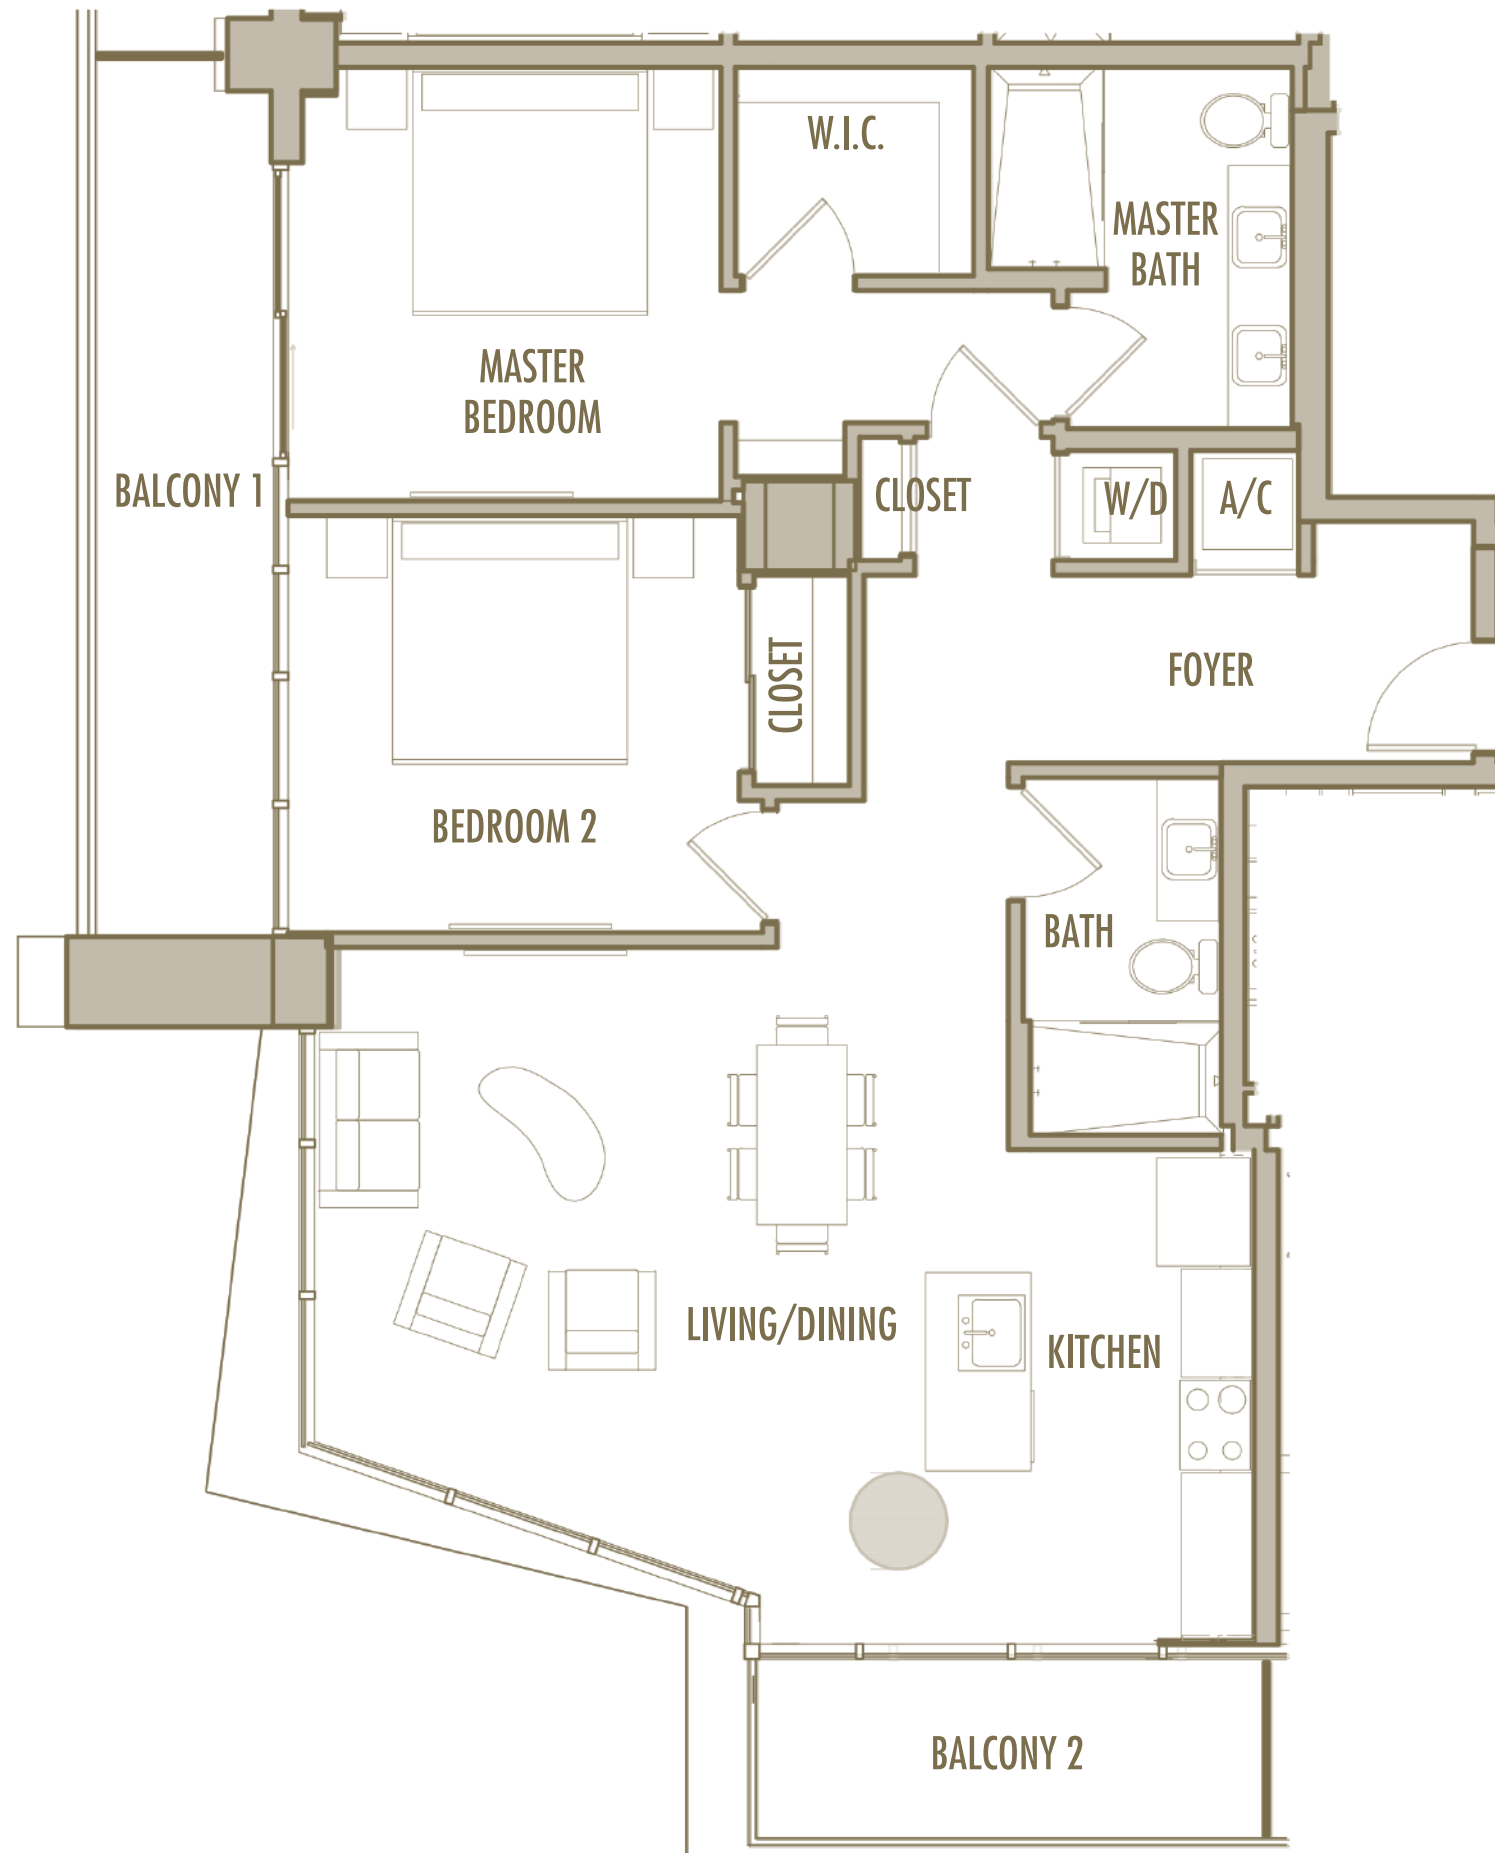 W.I.C.
MASTER
BATH
MASTER
BEDROOM
BALCONY 1
CLOSET
W/D
A/C
CLOSET
FOYER
BEDROOM 2
BATH
LIVING/DINING
KITCHEN
BALCONY 2